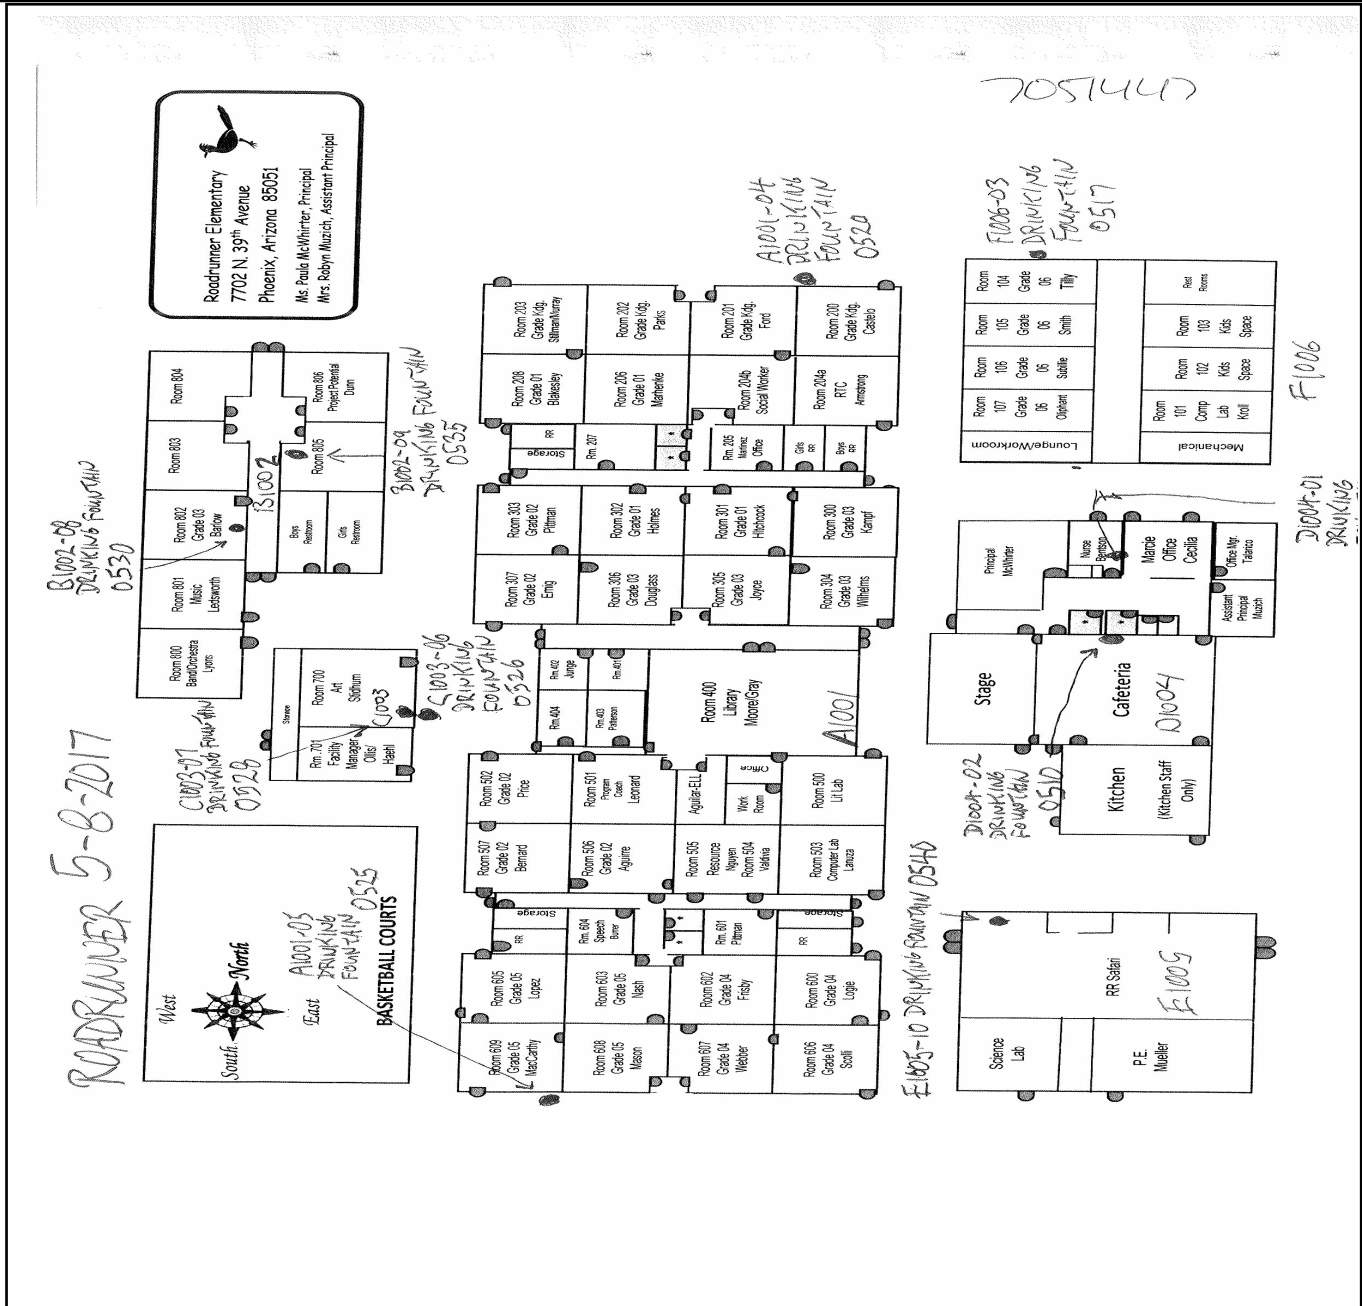 7051447
Roadrunner Elementary
7702 N. 39th Avenue
Phoenix, Arizona 85051
Ms. Paula McWhirter, Principal
Mrs. Robyn Muzich, Assistant Principal
ROADRUNNER 5-8-2017
B1002-08
DRINKING FOUNTAIN
0530
Room 804
Room 803
Room 802
Grade 03
Barlow
Room 801
Music
Ledsworth
Room 800
Band/Orchestra
Lyons
B1002
Room 806
Project Potential
Dunn
Room 805
Boys
Restroom
Girls
Restroom
B1002-09
DRINKING FOUNTAIN
0535
C1003-07
DRINKING FOUNTAIN
0528
Storage
Room 700
Art
Stidhum
C1003
Rm. 701
Facility
Manager
Ollis/
Haehl
C1003-06
DRINKING
FOUNTAIN
0526
West
North
South
East
BASKETBALL COURTS
A1001-05
DRINKING
FOUNTAIN 0525
A1001-04
DRINKING
FOUNTAIN
0520
Room 203
Grade Kdg.
Stillman/Murray
Room 202
Grade Kdg.
Parks
Room 201
Grade Kdg.
Ford
Room 200
Grade Kdg.
Castelo
Room 208
Grade 01
Blakesley
Room 206
Grade 01
Manhenke
Room 204b
Social Worker
Room 204a
RTC
Armstrong
RR
Storage
Rm. 207
*
*
Rm. 205
Martinez
Office
Girls
RR
Boys
RR
Room 303
Grade 02
Pittman
Room 302
Grade 01
Holmes
Room 301
Grade 01
Hitchcock
Room 300
Grade 03
Kampf
Room 307
Grade 02
Emig
Room 306
Grade 03
Douglass
Room 305
Grade 03
Joyce
Room 304
Grade 03
Wilhelms
Rm. 402
Junge
Rm. 401
Rm. 404
Rm. 403
Patterson
Room 400
Library
Moore/Gray
A1001
Room 502
Grade 02
Price
Room 501
Program
Coach
Leonard
Aguilar-ELL
Office
Work
Room
Room 500
Lit Lab
Room 507
Grade 02
Bernard
Room 506
Grade 02
Aguirre
Room 505
Resource
Nguyen
Room 504
Valdivia
Room 503
Computer Lab
Lanuza
Storage
RR
Rm. 604
Speech
Burner
*
*
Rm. 601
Pittman
Storage
RR
Room 605
Grade 05
Lopez
Room 603
Grade 05
Nash
Room 602
Grade 04
Frisby
Room 600
Grade 04
Logie
Room 609
Grade 05
MacCarthy
Room 608
Grade 05
Mason
Room 607
Grade 04
Webber
Room 606
Grade 04
Scolli
F1006-03
DRINKING
FOUNTAIN
0517
Room
104
Grade
06
Tilly
Room
105
Grade
06
Smith
Room
106
Grade
06
Subilie
Room
107
Grade
06
Oliphant
Lounge/Workroom
Rest
Rooms
Room
103
Kids
Space
Room
102
Kids
Space
Room
101
Comp
Lab
Kroll
Mechanical
F1006
D1004-01
DRINKING
Principal
McWhirter
Nurse
Berntson
Marcie
Office
Cecilia
Office Mgr.
Talarico
Assistant
Principal
Muzich
*
*
Stage
Cafeteria
D1004
Kitchen
(Kitchen Staff
Only)
D1004-02
DRINKING
FOUNTAIN
0510
E1005-10 DRINKING FOUNTAIN 0540
RR Safari
E1005
Science
Lab
P.E.
Mueller